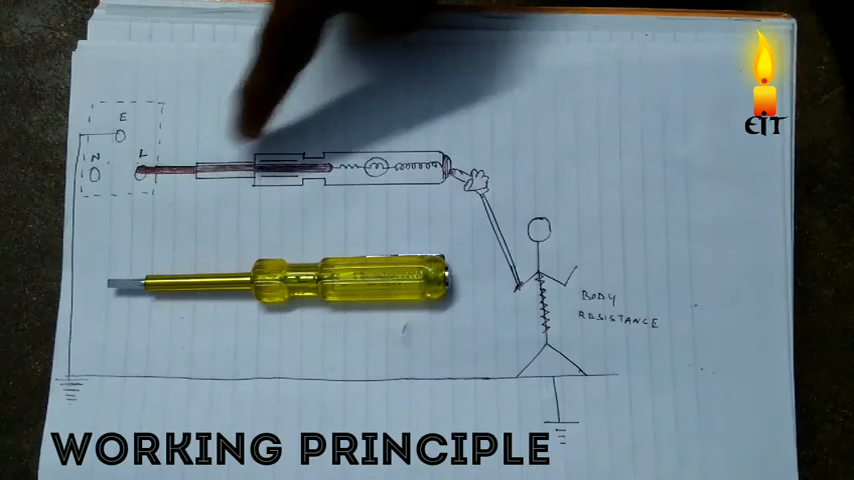 E
N
L
EIT
BODY
RESISTANCE
WORKING PRINCIPLE